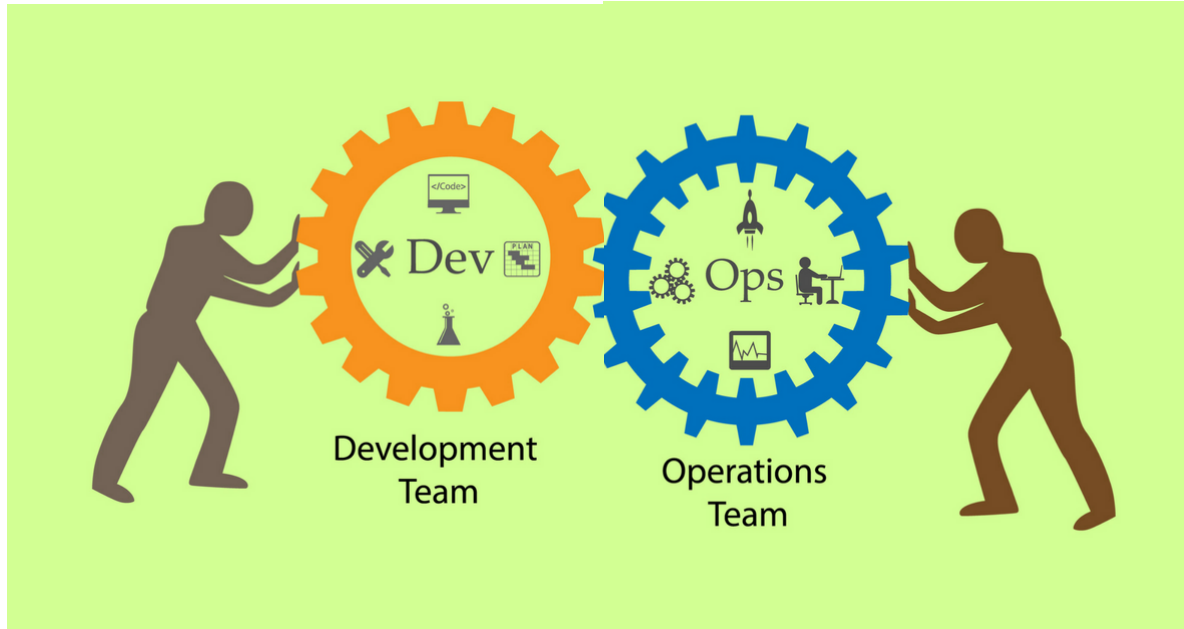 </Code>
PLAN
Dev
Development
Team
Ops
Operations
Team